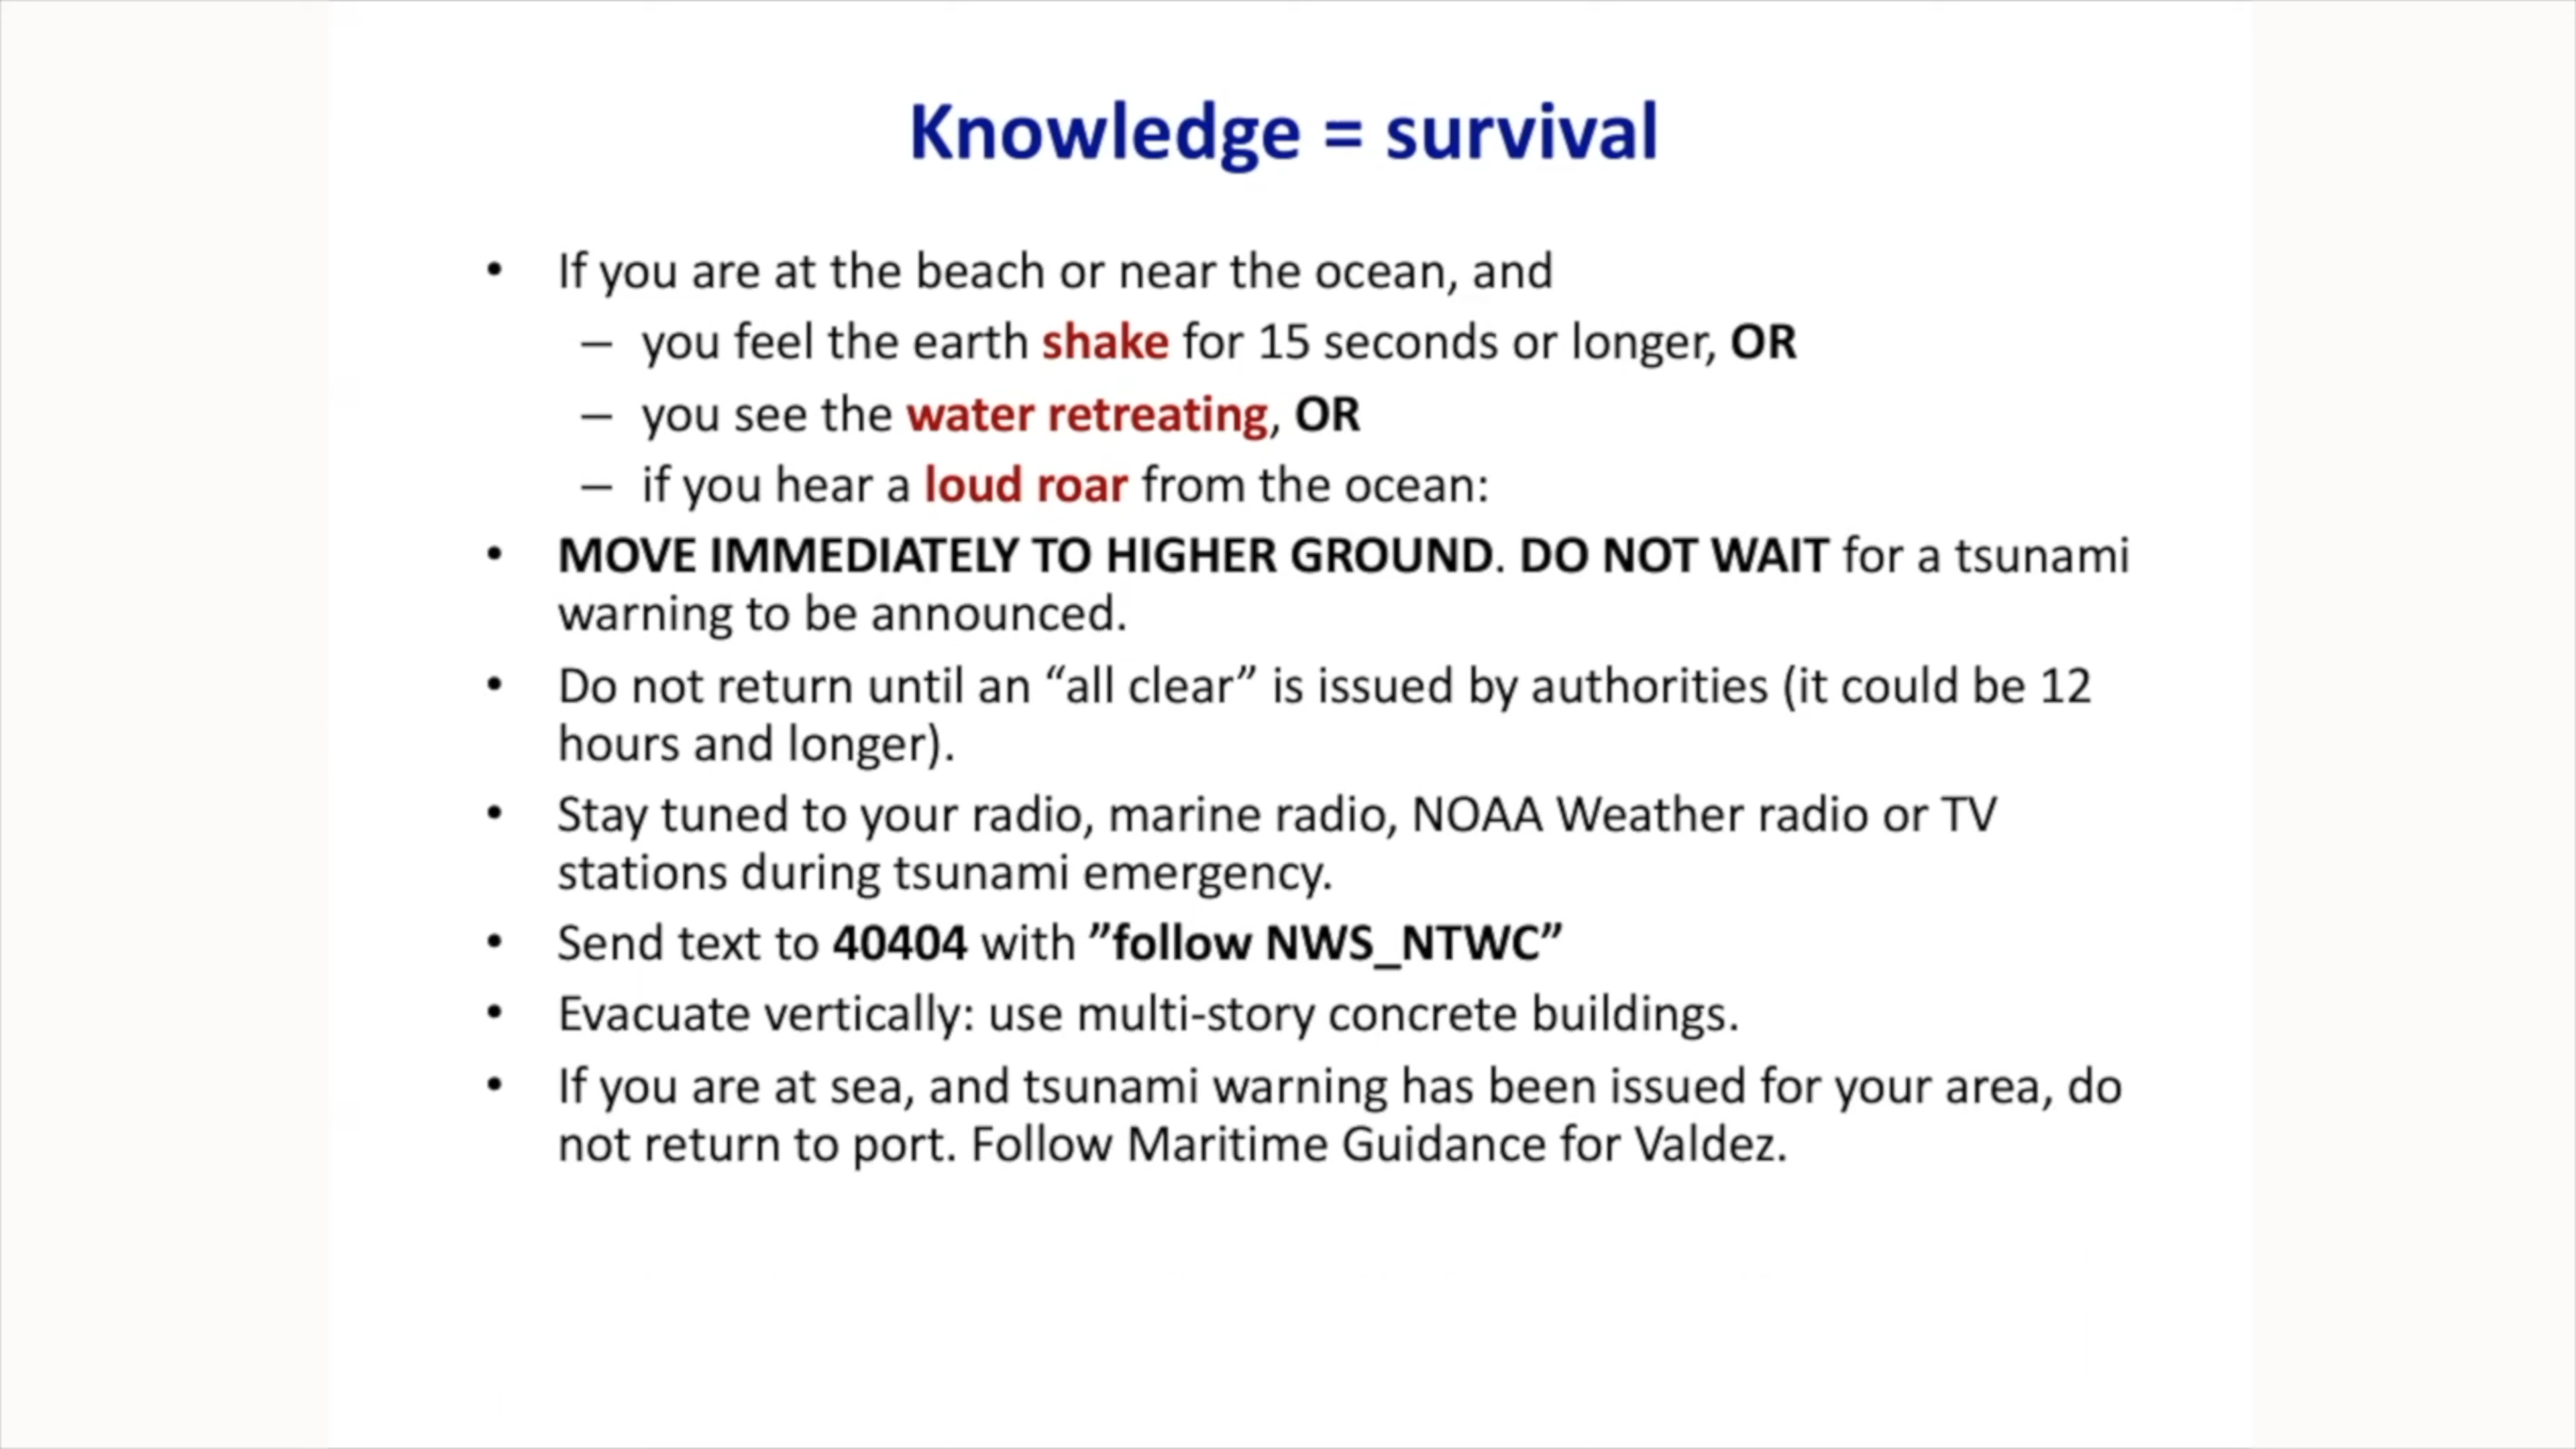 Knowledge = survival
• If you are at the beach or near the ocean, and
– you feel the earth shake for 15 seconds or longer, OR
– you see the water retreating, OR
– if you hear a loud roar from the ocean:
• MOVE IMMEDIATELY TO HIGHER GROUND. DO NOT WAIT for a tsunami
warning to be announced.
• Do not return until an “all clear” is issued by authorities (it could be 12
hours and longer).
• Stay tuned to your radio, marine radio, NOAA Weather radio or TV
stations during tsunami emergency.
• Send text to 40404 with ”follow NWS_NTWC”
• Evacuate vertically: use multi-story concrete buildings.
• If you are at sea, and tsunami warning has been issued for your area, do
not return to port. Follow Maritime Guidance for Valdez.